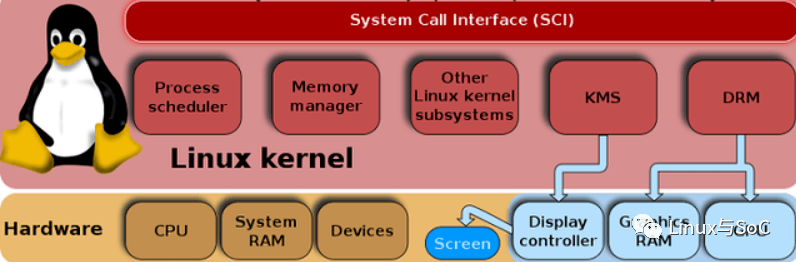 System Call Interface (SCI)
Process
scheduler
Memory
manager
Other
Linux kernel
subsystems
KMS
DRM
Linux kernel
Hardware
CPU
System
RAM
Devices
Screen
Display
controller
Graphics
RAM
Linux与SoC